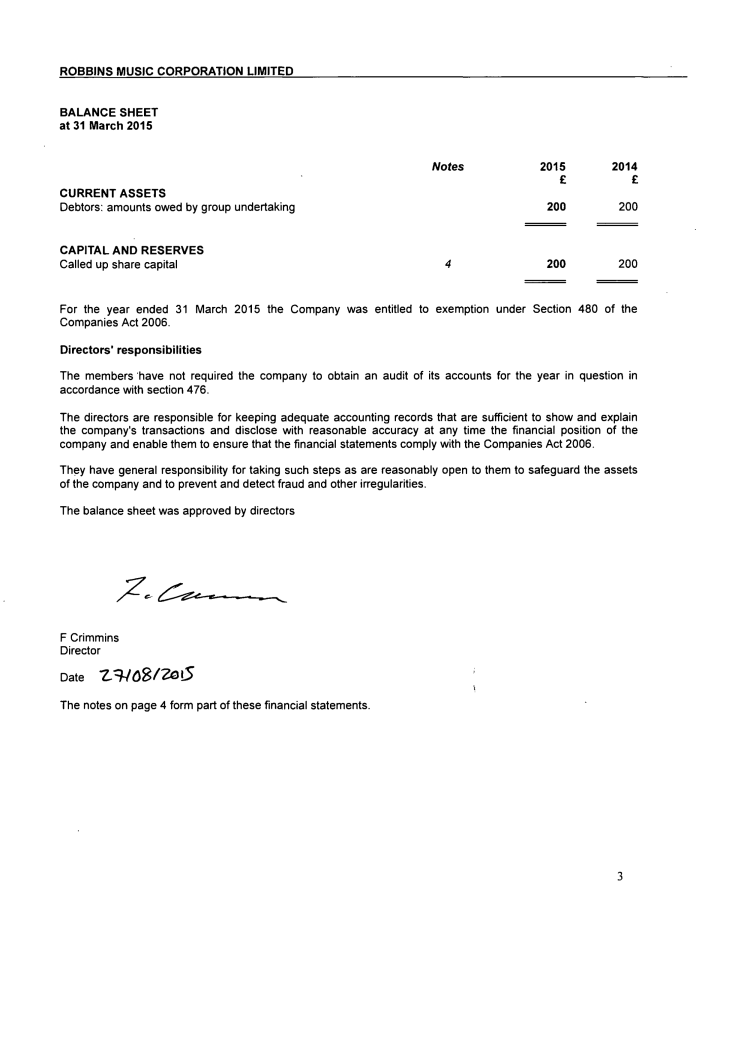 ROBBINS MUSIC CORPORATION LIMITED
BALANCE SHEET
at 31 March 2015
Notes 2015 2014
£ £
CURRENT ASSETS
Debtors: amounts owed by group undertaking 200 200
CAPITAL AND RESERVES
Called up share capital 4 200 200
For the year ended 31 March 2015 the Company was entitled to exemption under Section 480 of the
Companies Act 2006.
Directors' responsibilities
The members have not required the company to obtain an audit of its accounts for the year in question in
accordance with section 476.
The directors are responsible for keeping adequate accounting records that are sufficient to show and explain
the company's transactions and disclose with reasonable accuracy at any time the financial position of the
company and enable them to ensure that the financial statements comply with the Companies Act 2006.
They have general responsibility for taking such steps as are reasonably open to them to safeguard the assets
of the company and to prevent and detect fraud and other irregularities.
The balance sheet was approved by directors
F Crimmins
Director
Date 27/08/2015
The notes on page 4 form part of these financial statements.
3